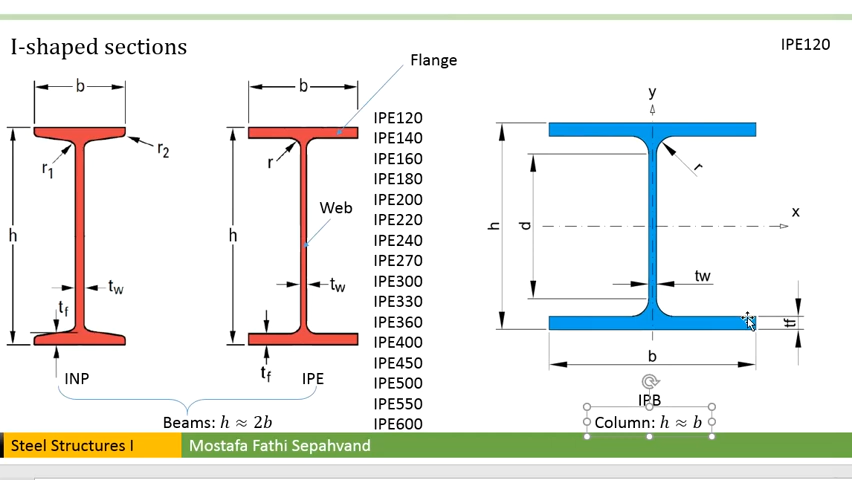 I-shaped sections
IPE120
Flange
b
b
y
IPE120
IPE140
IPE160
IPE180
IPE200
IPE220
IPE240
IPE270
IPE300
IPE330
IPE360
IPE400
IPE450
IPE500
IPE550
IPE600
r2
r1
r
r
Web
x
h
h
h
d
tw
tw
tw
tf
tf
tf
b
INP
IPE
IPB
Beams: h ≈ 2b
Column: h ≈ b
Steel Structures I
Mostafa Fathi Sepahvand